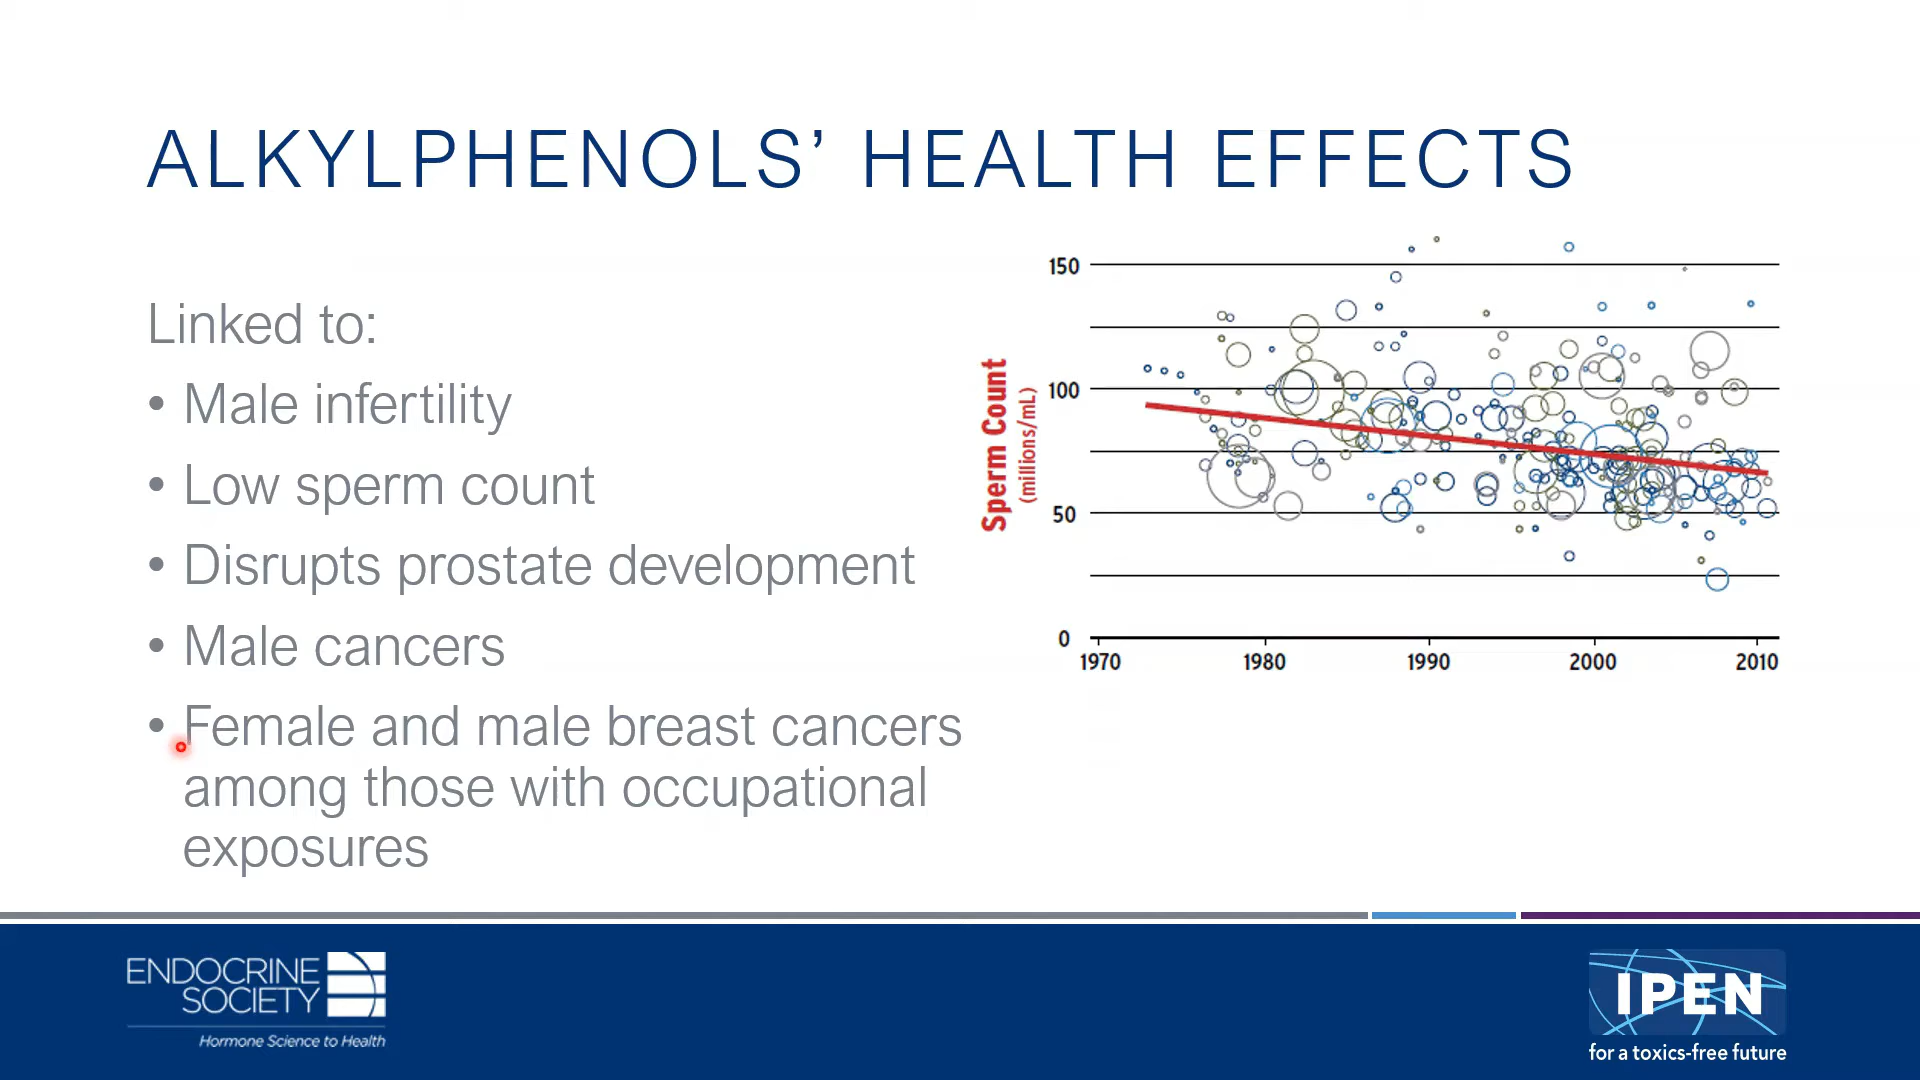 ALKYLPHENOLS’ HEALTH EFFECTS
Linked to:
• Male infertility
• Low sperm count
• Disrupts prostate development
• Male cancers
• Female and male breast cancers
among those with occupational
exposures
Sperm Count
(millions/mL)
150
100
50
0
1970 1980 1990 2000 2010
ENDOCRINE
SOCIETY
Hormone Science to Health
IPEN
for a toxics-free future